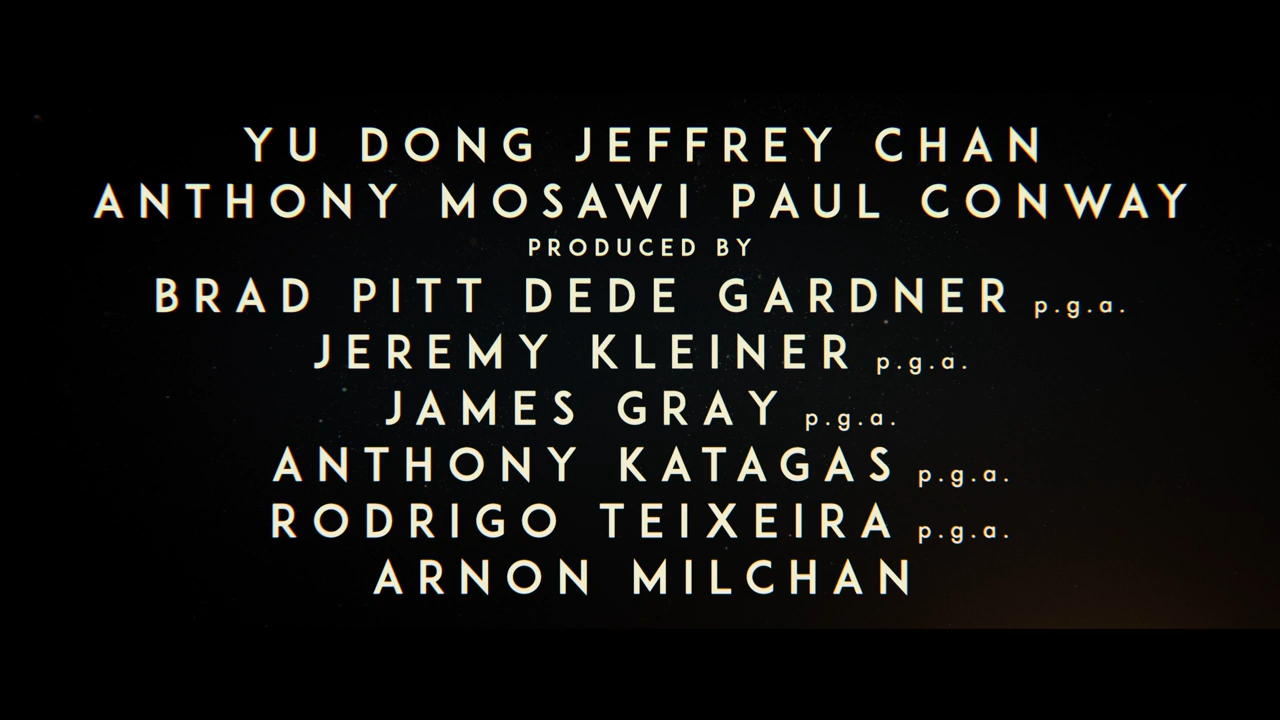 YU DONG JEFFREY CHAN
ANTHONY MOSAWI PAUL CONWAY
PRODUCED BY
BRAD PITT DEDE GARDNER p.g.a.
JEREMY KLEINER p.g.a.
JAMES GRAY p.g.a.
ANTHONY KATAGAS p.g.a.
RODRIGO TEIXEIRA p.g.a.
ARNON MILCHAN